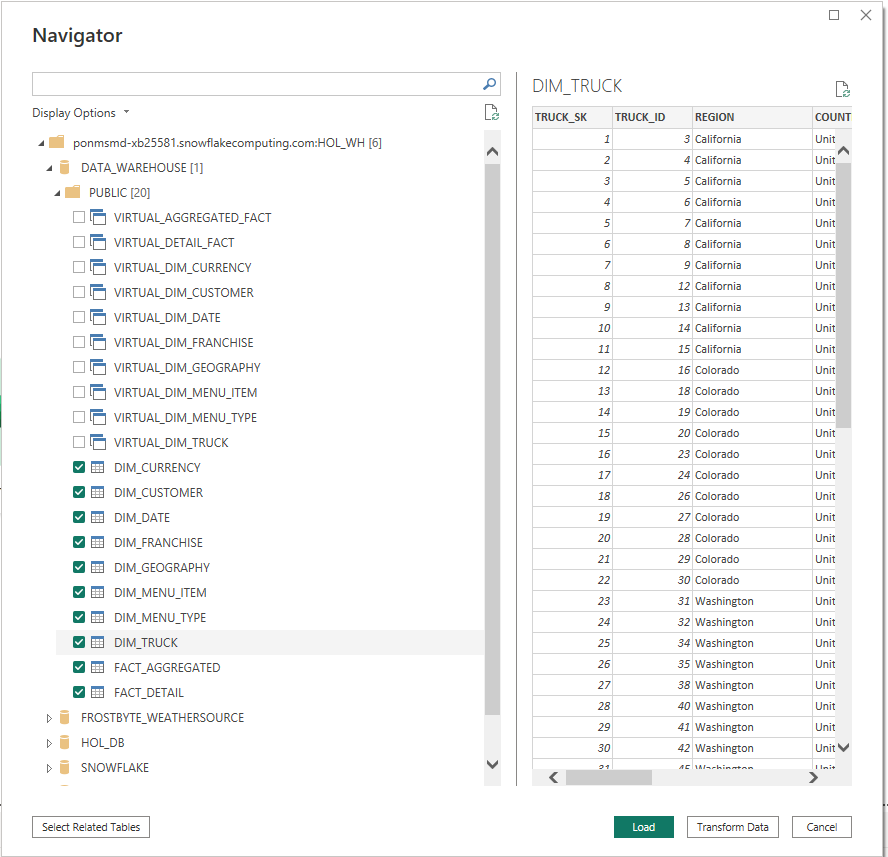 Navigator
Display Options
ponmsmd-xb25581.snowflakecomputing.com:HOL_WH [6]
DATA_WAREHOUSE [1]
PUBLIC [20]
VIRTUAL_AGGREGATED_FACT
VIRTUAL_DETAIL_FACT
VIRTUAL_DIM_CURRENCY
VIRTUAL_DIM_CUSTOMER
VIRTUAL_DIM_DATE
VIRTUAL_DIM_FRANCHISE
VIRTUAL_DIM_GEOGRAPHY
VIRTUAL_DIM_MENU_ITEM
VIRTUAL_DIM_MENU_TYPE
VIRTUAL_DIM_TRUCK
DIM_CURRENCY
DIM_CUSTOMER
DIM_DATE
DIM_FRANCHISE
DIM_GEOGRAPHY
DIM_MENU_ITEM
DIM_MENU_TYPE
DIM_TRUCK
FACT_AGGREGATED
FACT_DETAIL
FROSTBYTE_WEATHERSOURCE
HOL_DB
SNOWFLAKE
DIM_TRUCK
TRUCK_SK TRUCK_ID REGION COUNT
1 3 California Unit
2 4 California Unit
3 5 California Unit
4 6 California Unit
5 7 California Unit
6 8 California Unit
7 9 California Unit
8 12 California Unit
9 13 California Unit
10 14 California Unit
11 15 California Unit
12 16 Colorado Unit
13 18 Colorado Unit
14 19 Colorado Unit
15 20 Colorado Unit
16 23 Colorado Unit
17 24 Colorado Unit
18 26 Colorado Unit
19 27 Colorado Unit
20 28 Colorado Unit
21 29 Colorado Unit
22 30 Colorado Unit
23 31 Washington Unit
24 32 Washington Unit
25 34 Washington Unit
26 35 Washington Unit
27 38 Washington Unit
28 40 Washington Unit
29 41 Washington Unit
30 42 Washington Unit
31 45 Washington Unit
Select Related Tables
Load
Transform Data
Cancel